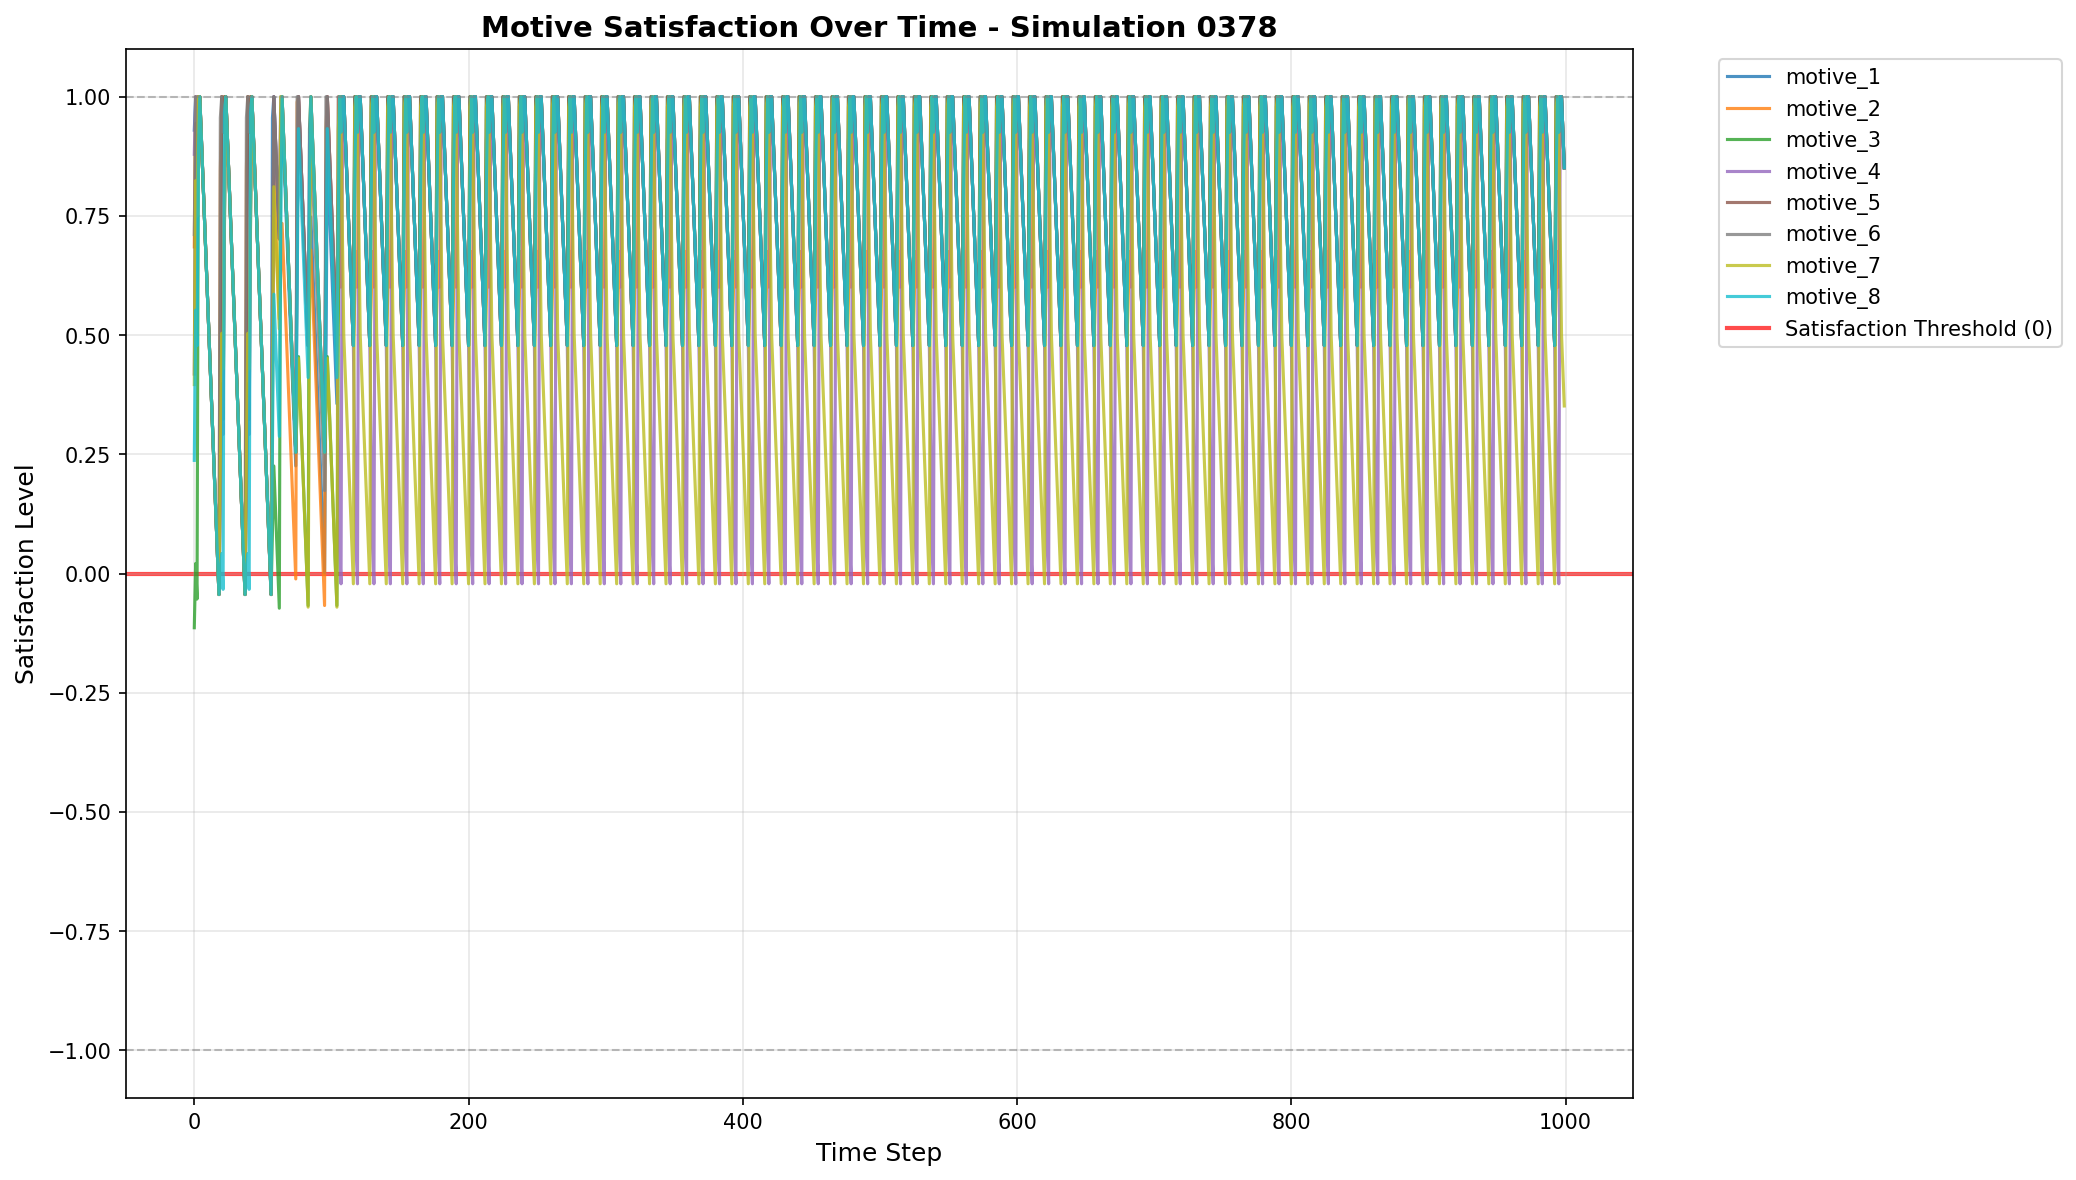 Motive Satisfaction Over Time - Simulation 0378
1.00
0.75
0.50
0.25
0.00
−0.25
−0.50
−0.75
−1.00
Satisfaction Level
0
200
400
600
800
1000
Time Step
motive_1
motive_2
motive_3
motive_4
motive_5
motive_6
motive_7
motive_8
Satisfaction Threshold (0)